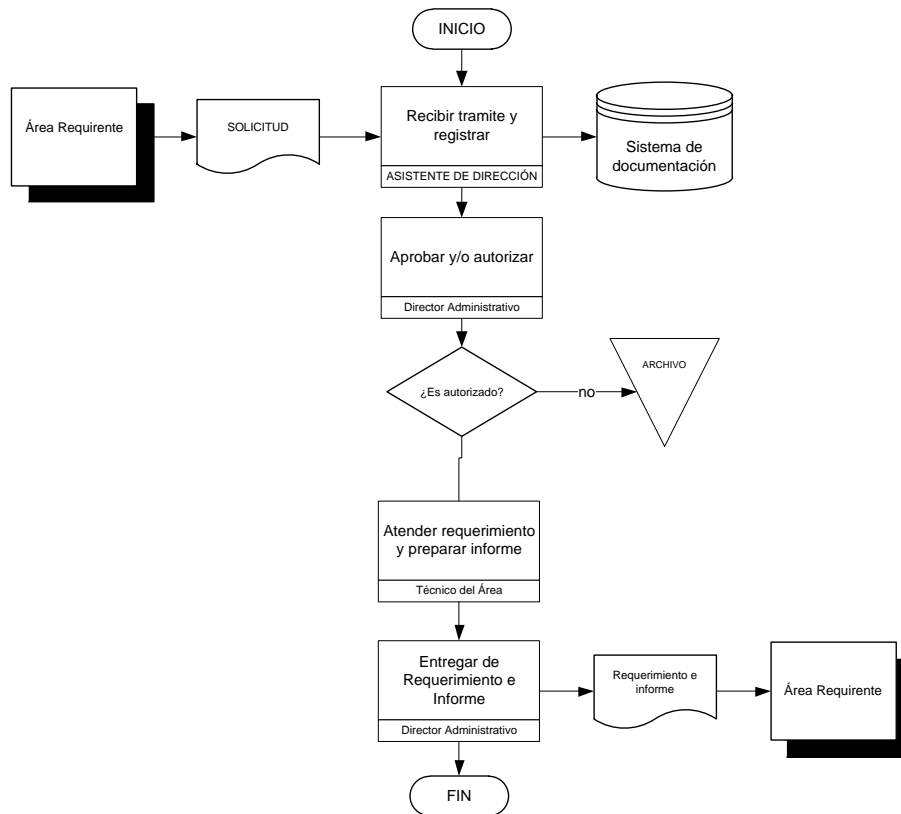 INICIO
Área Requirente
SOLICITUD
Recibir tramite y
registrar
ASISTENTE DE DIRECCIÓN
Sistema de
documentación
Aprobar y/o autorizar
Director Administrativo
¿Es autorizado?
no
ARCHIVO
Atender requerimiento
y preparar informe
Técnico del Área
Entregar de
Requerimiento e
Informe
Director Administrativo
Requerimiento e
informe
Área Requirente
FIN